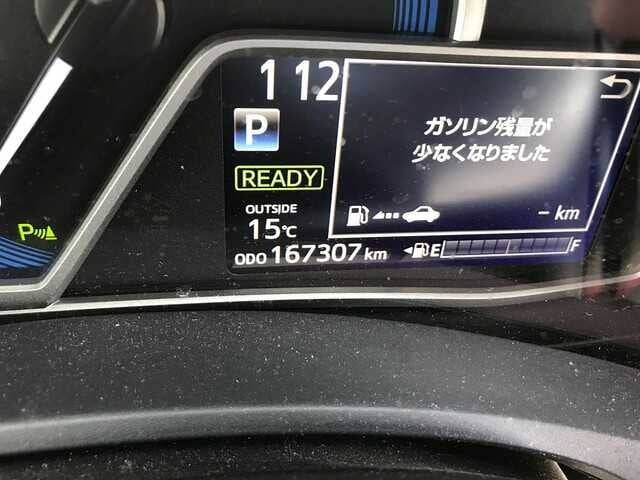 1 12
P
READY
OUTSIDE
15℃
ODO 167307 km
ガソリン残量が
少なくなりました
- km
E F
P